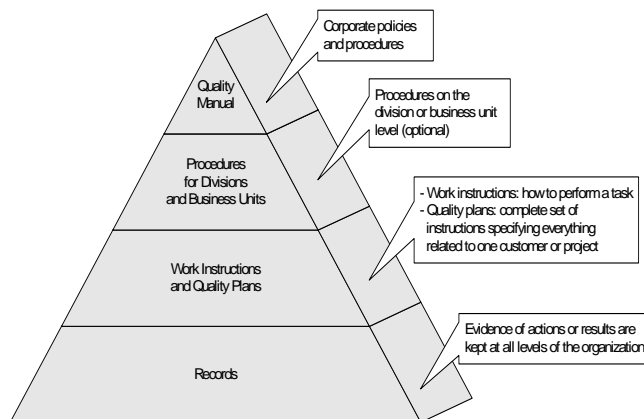 Corporate policies
and procedures
Quality
Manual
Procedures on the
division or business unit
level (optional)
Procedures
for Divisions
and Business Units
- Work instructions: how to perform a task
- Quality plans: complete set of
instructions specifying everything
related to one customer or project
Work Instructions
and Quality Plans
Evidence of actions or results are
kept at all levels of the organization
Records